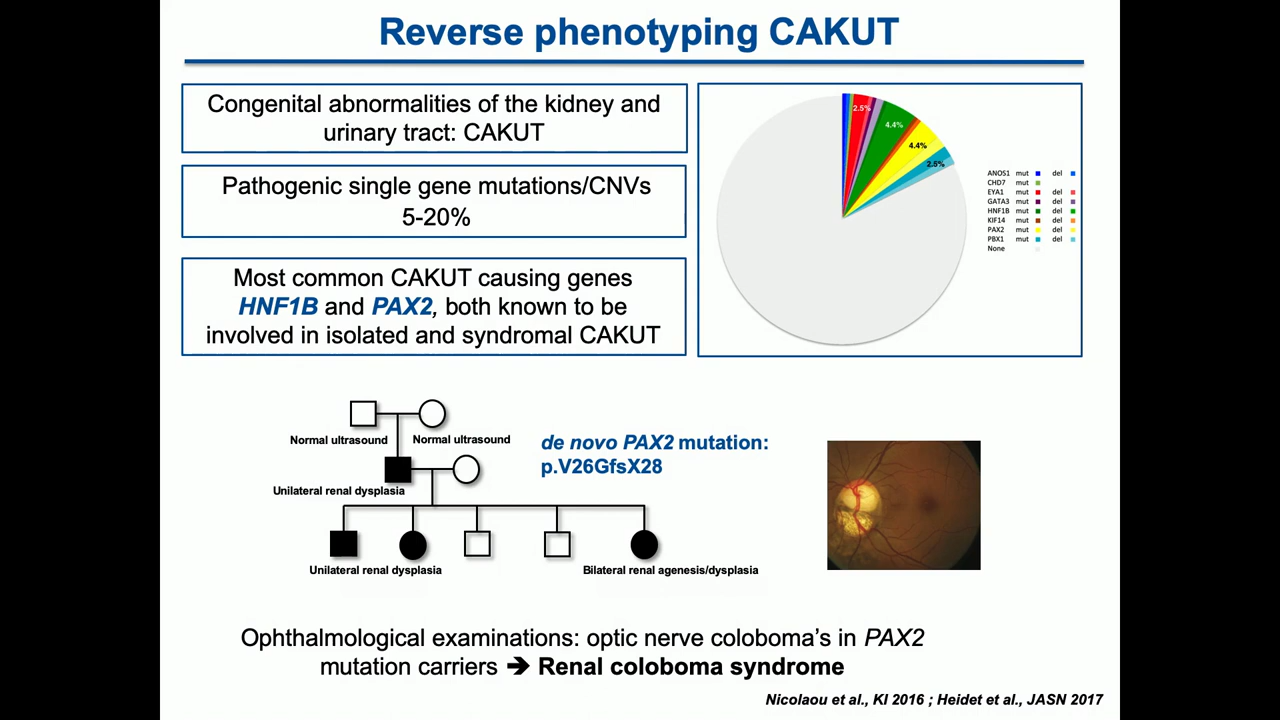 Reverse phenotyping CAKUT
Congenital abnormalities of the kidney and
urinary tract: CAKUT
Pathogenic single gene mutations/CNVs
5-20%
Most common CAKUT causing genes
HNF1B and PAX2, both known to be
involved in isolated and syndromal CAKUT
2.5%
4.4%
4.4%
2.5%
ANOS1 mut del
CHD7 mut
EYA1 mut del
GATA3 mut del
HNF1B mut del
KIF14 mut del
PAX2 mut del
PBX1 mut del
None
Normal ultrasound Normal ultrasound
Unilateral renal dysplasia
de novo PAX2 mutation:
p.V26GfsX28
Unilateral renal dysplasia
Bilateral renal agenesis/dysplasia
Ophthalmological examinations: optic nerve coloboma’s in PAX2
mutation carriers ➔ Renal coloboma syndrome
Nicolaou et al., KI 2016 ; Heidet et al., JASN 2017